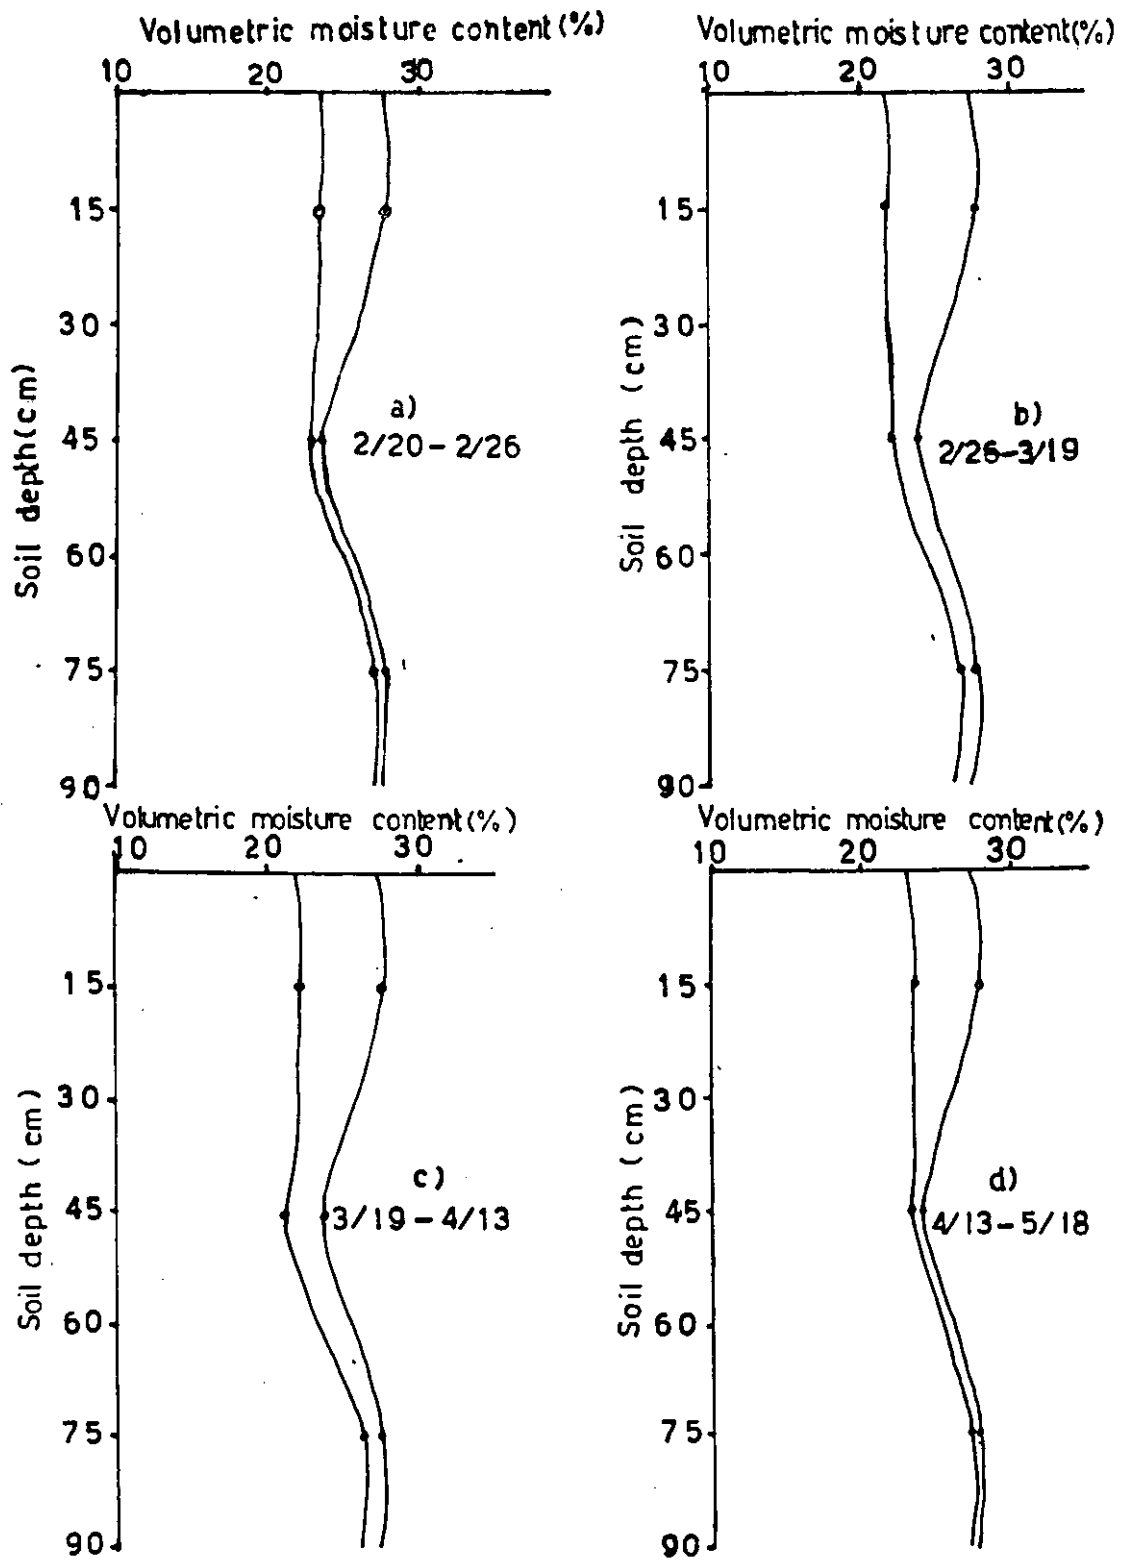 Volumetric moisture content (%)
10 20 30
15
30
45
60
75
90
Soil depth (cm)
a)
2/20 - 2/26
Volumetric moisture content (%)
10 20 30
15
30
45
60
75
90
Soil depth (cm)
b)
2/26-3/19
Volumetric moisture content (%)
10 20 30
15
30
45
60
75
90
Soil depth (cm)
c)
3/19 - 4/13
Volumetric moisture content (%)
10 20 30
15
30
45
60
75
90
Soil depth (cm)
d)
4/13 - 5/18